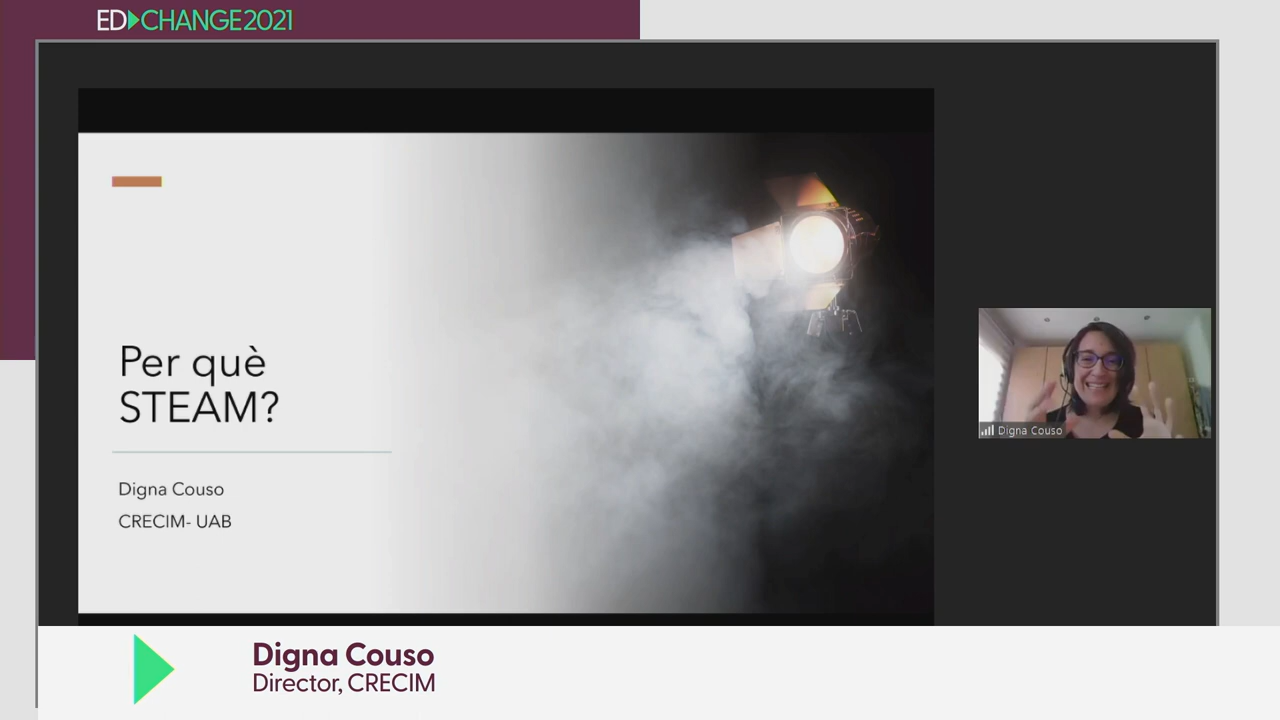 ED CHANGE2021
Per què
STEAM?
Digna Couso
CRECIM- UAB
Digna Couso
Digna Couso
Director, CRECIM